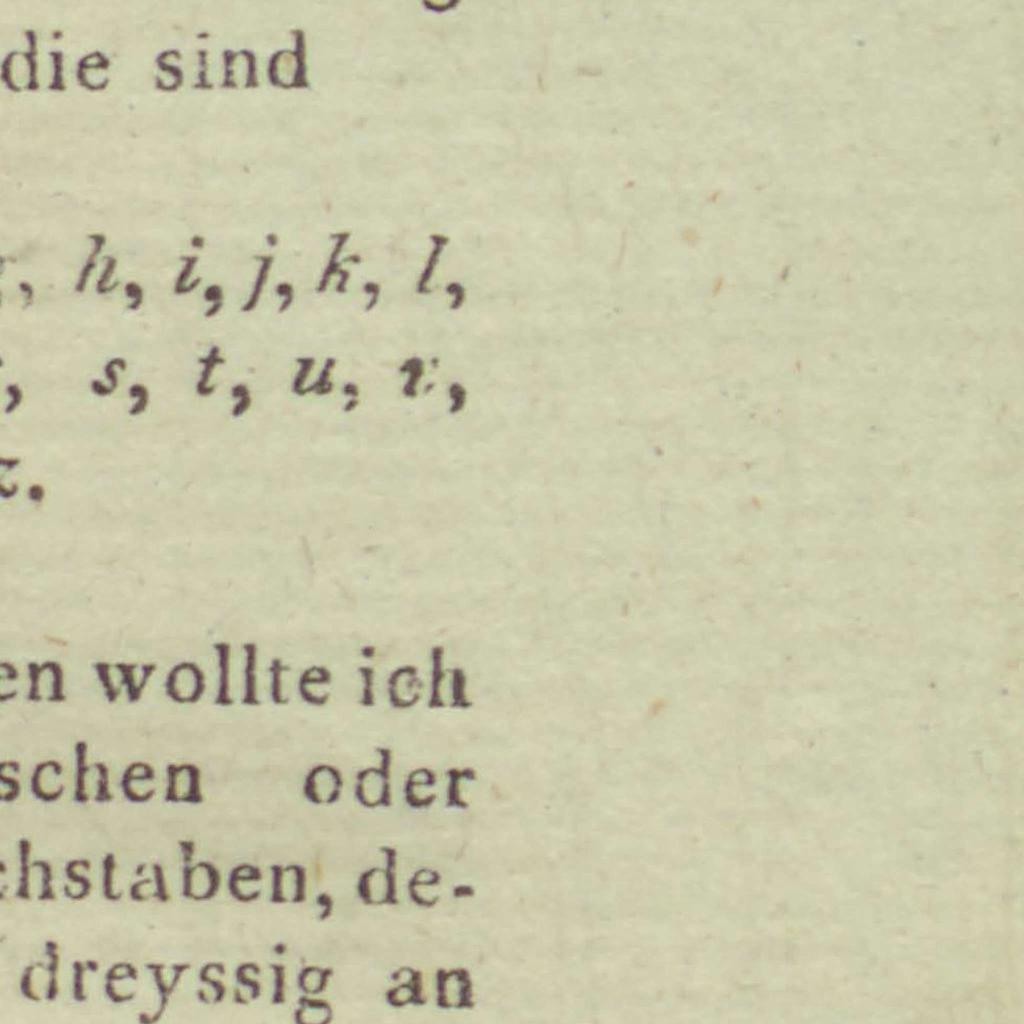 die sind
g, h, i, j, k, l,
s, t, u, v,
z.
en wollte ich
schen oder
chstaben, de-
dreyssig an